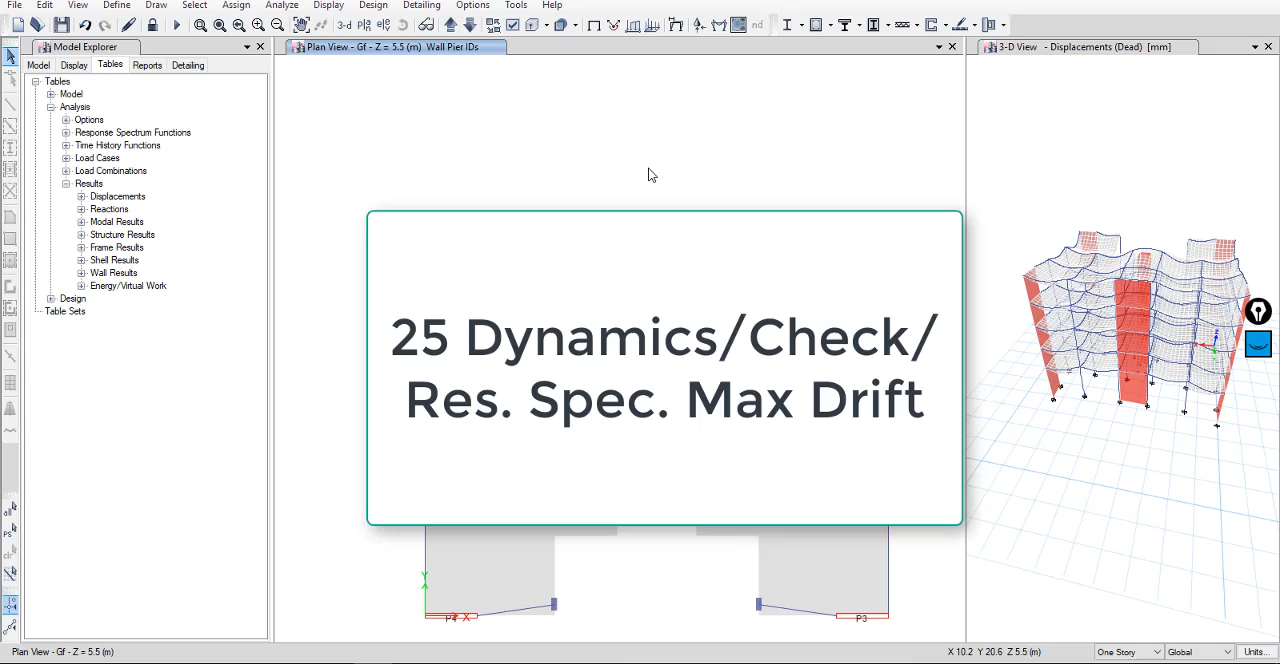 File Edit View Define Draw Select Assign Analyze Display Design Detailing Options Tools Help
3-d nd
Model Explorer
Plan View - Gf - Z = 5.5 (m) Wall Pier IDs
3-D View - Displacements (Dead) [mm]
Model Display Tables Reports Detailing
Tables
Model
Analysis
Options
Response Spectrum Functions
Time History Functions
Load Cases
Load Combinations
Results
Displacements
Reactions
Modal Results
Structure Results
Frame Results
Shell Results
Wall Results
Energy/Virtual Work
Design
Table Sets
25 Dynamics/Check/
Res. Spec. Max Drift
PS
Y
P4 X P3
Plan View - Gf - Z = 5.5 (m) X 10.2 Y 20.6 Z 5.5 (m) One Story Global Units...